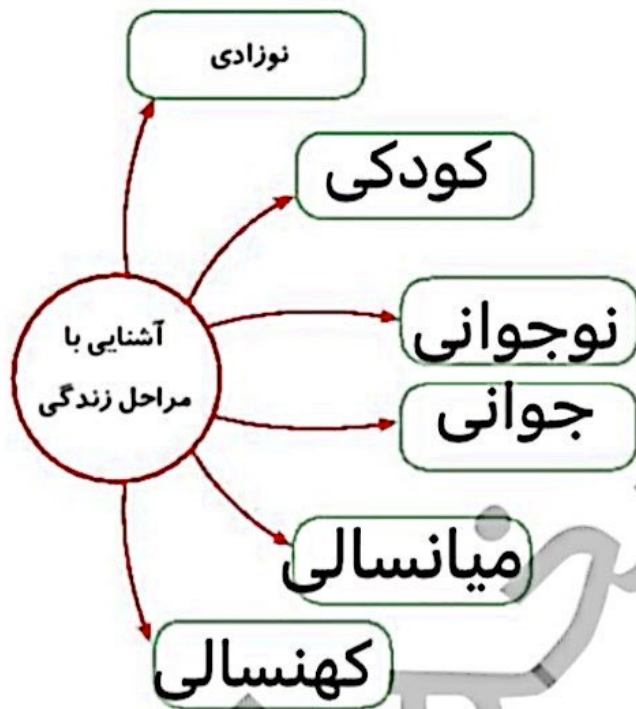 نوزادی
کودکی
نوجوانی
آشنایی با
مراحل زندگی
جوانی
میانسالی
کهنسالی